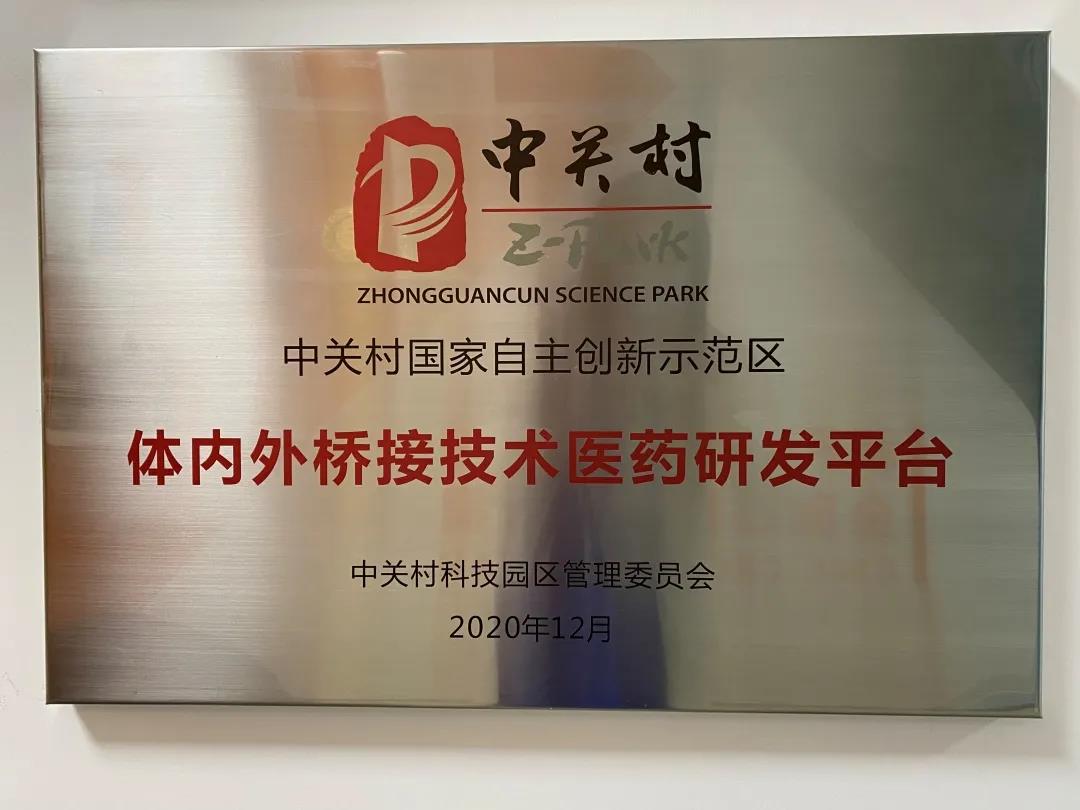 中关村
Z-Park
ZHONGGUANCUN SCIENCE PARK
中关村国家自主创新示范区
体内外桥接技术医药研发平台
中关村科技园区管理委员会
2020年12月